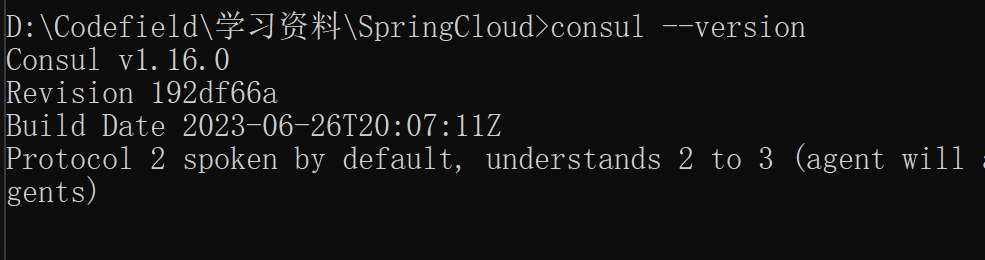 D:\Codefield\学习资料\SpringCloud>consul --version
Consul v1.16.0
Revision 192df66a
Build Date 2023-06-26T20:07:11Z
Protocol 2 spoken by default, understands 2 to 3 (agent will
gents)